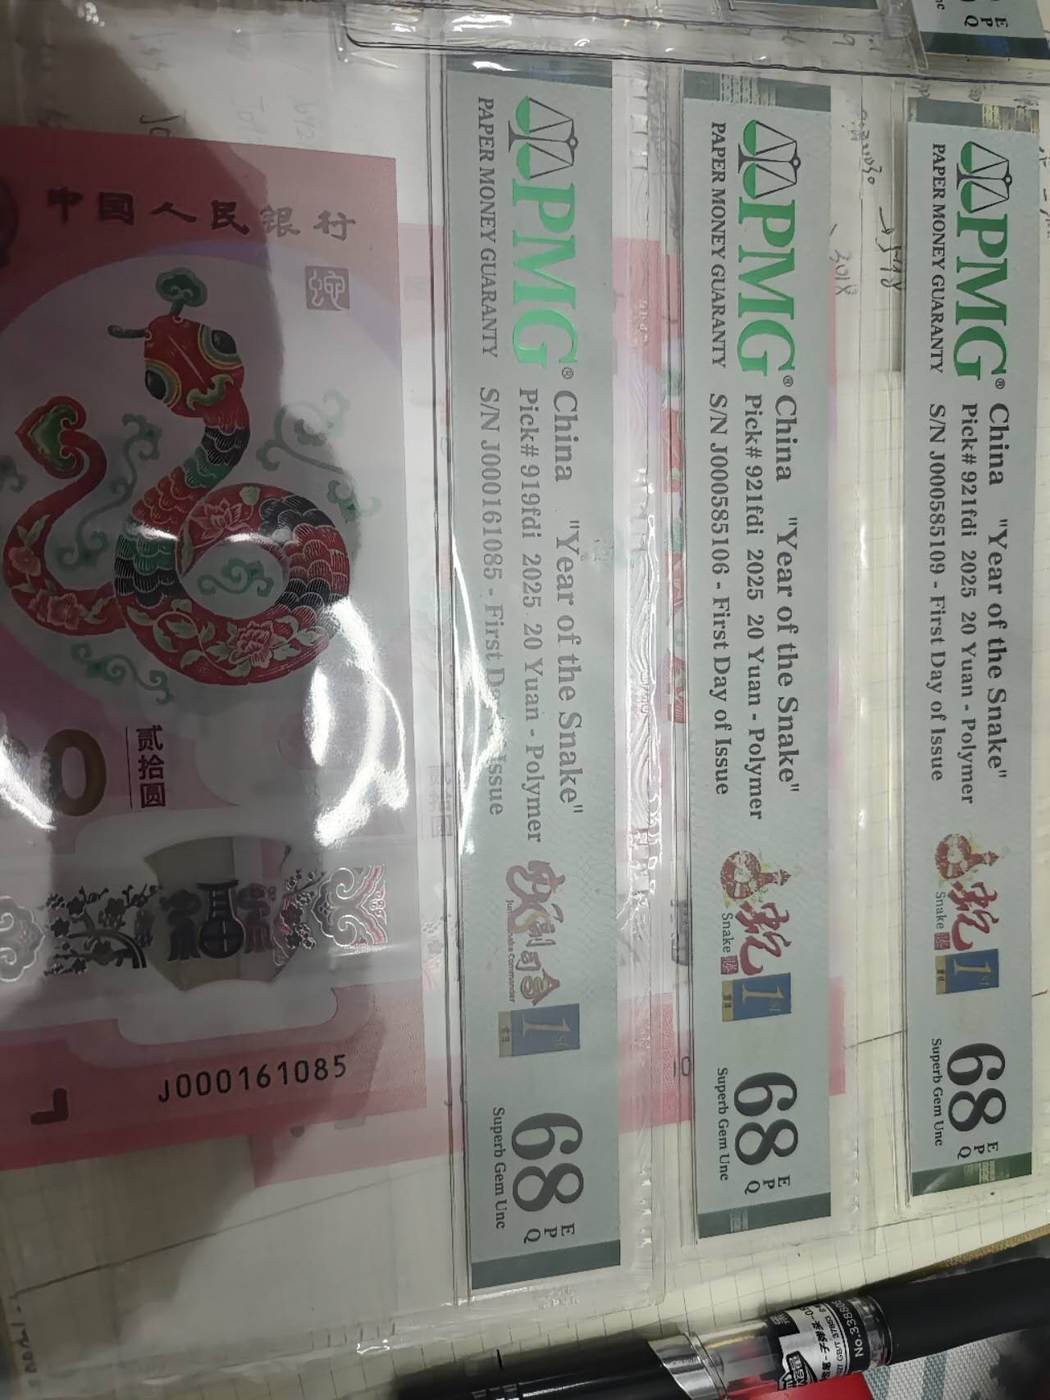 中國人民銀行
贰拾圆
J000161085
PMG®
PAPER MONEY GUARANTY
China "Year of the Snake"
Pick# 919fdi 2025 20 Yuan - Polymer
S/N J000161085 - First Issue
1st
68 EPQ
Superb Gem Unc
PMG®
PAPER MONEY GUARANTY
China "Year of the Snake"
Pick# 921fdi 2025 20 Yuan - Polymer
S/N J000585106 - First Day of Issue
蛇
Snake
1st
68 EPQ
Superb Gem Unc
PMG®
PAPER MONEY GUARANTY
China "Year of the Snake"
Pick# 921fdi 2025 20 Yuan - Polymer
S/N J000585109 - First Day of Issue
蛇
Snake
1st
68 EPQ
Superb Gem Unc
E
P
Q